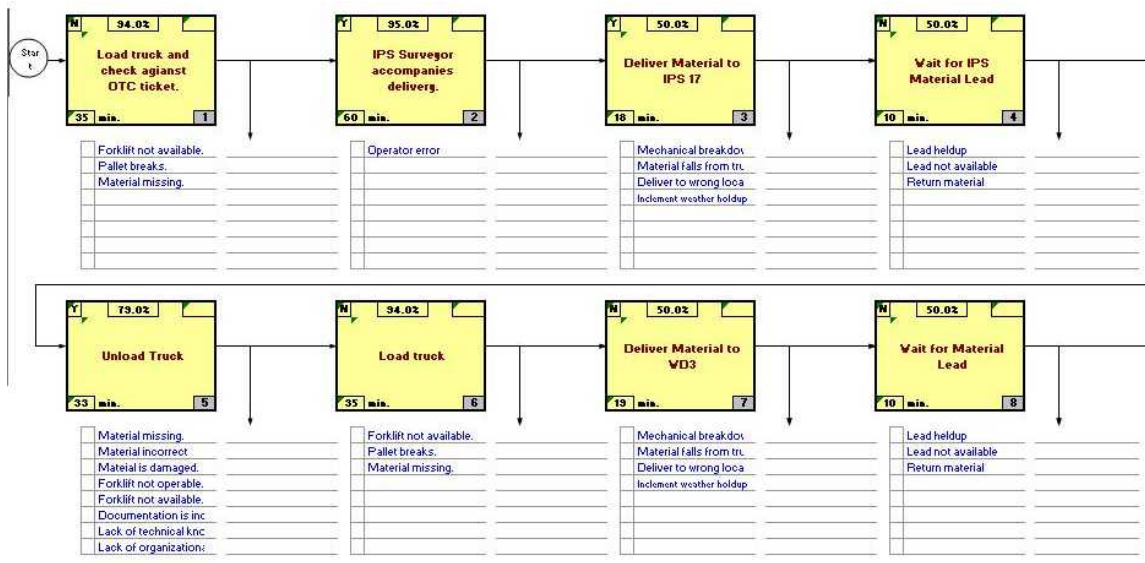 Star
t
N 94.0%
Load truck and
check agianst
OTC ticket.
35 min. 1
Forklift not available.
Pallet breaks.
Material missing.
Y 95.0%
IPS Surveyor
accompanies
delivery.
60 min. 2
Operator error
Y 50.0%
Deliver Material to
IPS 17
18 min. 3
Mechanical breakdov
Material falls from tru
Deliver to wrong loca
Inclement weather holdup
N 50.0%
Wait for IPS
Material Lead
10 min. 4
Lead heldup
Lead not available
Return material
Y 79.0%
Unload Truck
33 min. 5
Material missing.
Material incorrect
Mateial is damaged.
Forklift not operable.
Forklift not available.
Documentation is inc
Lack of technical knc
Lack of organizationa
N 94.0%
Load truck
35 min. 6
Forklift not available.
Pallet breaks.
Material missing.
N 50.0%
Deliver Material to
WD3
19 min. 7
Mechanical breakdov
Material falls from tru
Deliver to wrong loca
Inclement weather holdup
N 50.0%
Wait for Material
Lead
10 min. 8
Lead heldup
Lead not available
Return material